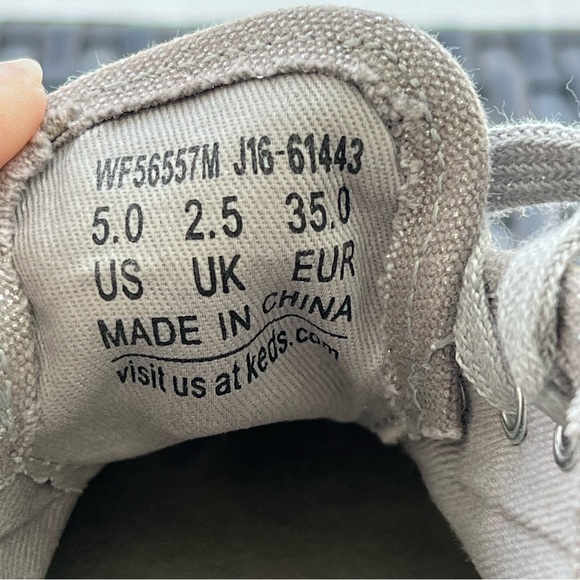 WF56557M J16-61443
5.0 2.5 35.0
US UK EUR
MADE IN CHINA
visit us at keds.com